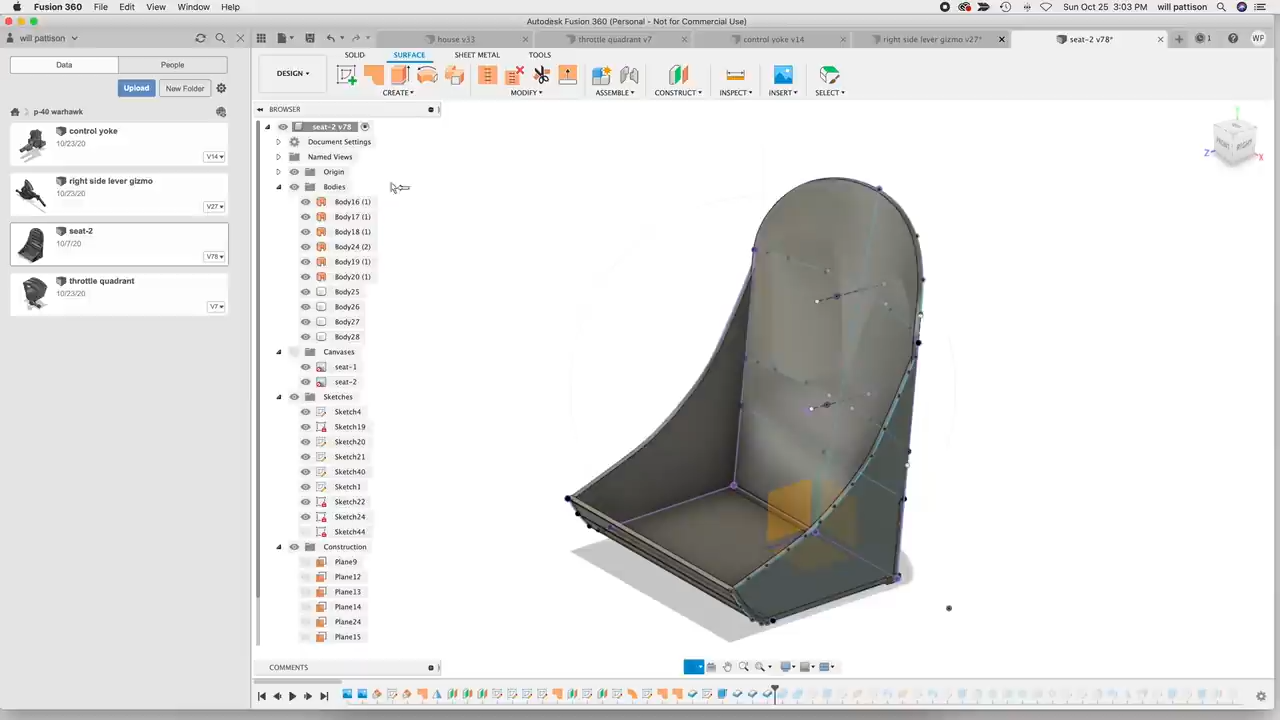 Fusion 360 File Edit View Window Help
Sun Oct 25 3:03 PM will pattison
Autodesk Fusion 360 (Personal - Not for Commercial Use)
will pattison
house v33
throttle quadrant v7
control yoke v14
right side lever gizmo v27*
seat-2 v78*
1
WP
Data People
SOLID SURFACE SHEET METAL TOOLS
DESIGN
Upload New Folder
CREATE MODIFY ASSEMBLE CONSTRUCT INSPECT INSERT SELECT
p-40 warhawk
control yoke
10/23/20
V14
right side lever gizmo
10/23/20
V27
seat-2
10/7/20
V78
throttle quadrant
10/23/20
V7
BROWSER
seat-2 v78
Document Settings
Named Views
Origin
Bodies
Body16 (1)
Body17 (1)
Body18 (1)
Body24 (2)
Body19 (1)
Body20 (1)
Body25
Body26
Body27
Body28
Canvases
seat-1
seat-2
Sketches
Sketch4
Sketch19
Sketch20
Sketch21
Sketch40
Sketch1
Sketch22
Sketch24
Sketch44
Construction
Plane9
Plane12
Plane13
Plane14
Plane24
Plane15
COMMENTS
Z
X
Y
FRONT
RIGHT